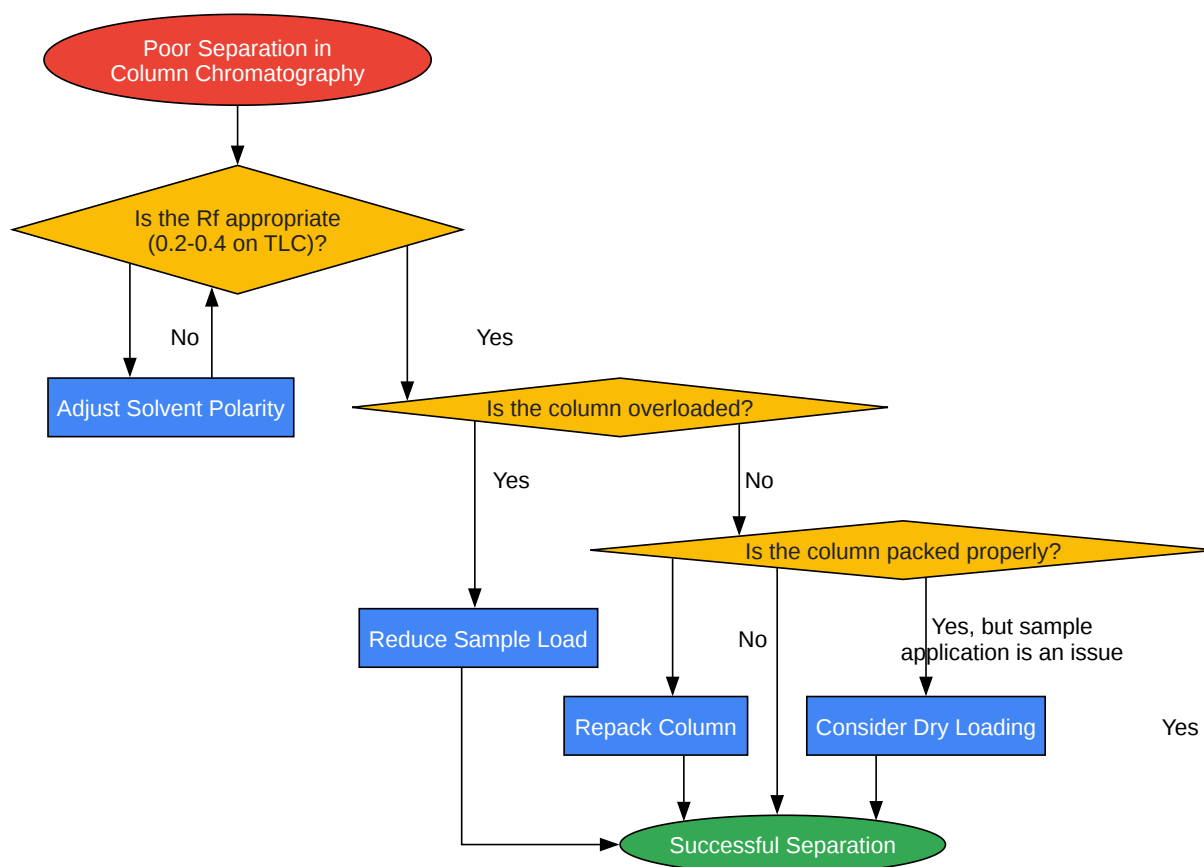 Poor Separation in
Column Chromatography
Is the Rf appropriate
(0.2-0.4 on TLC)?
No
Yes
Adjust Solvent Polarity
Is the column overloaded?
Yes
No
Is the column packed properly?
Reduce Sample Load
No
Yes, but sample
application is an issue
Repack Column
Consider Dry Loading
Yes
Successful Separation